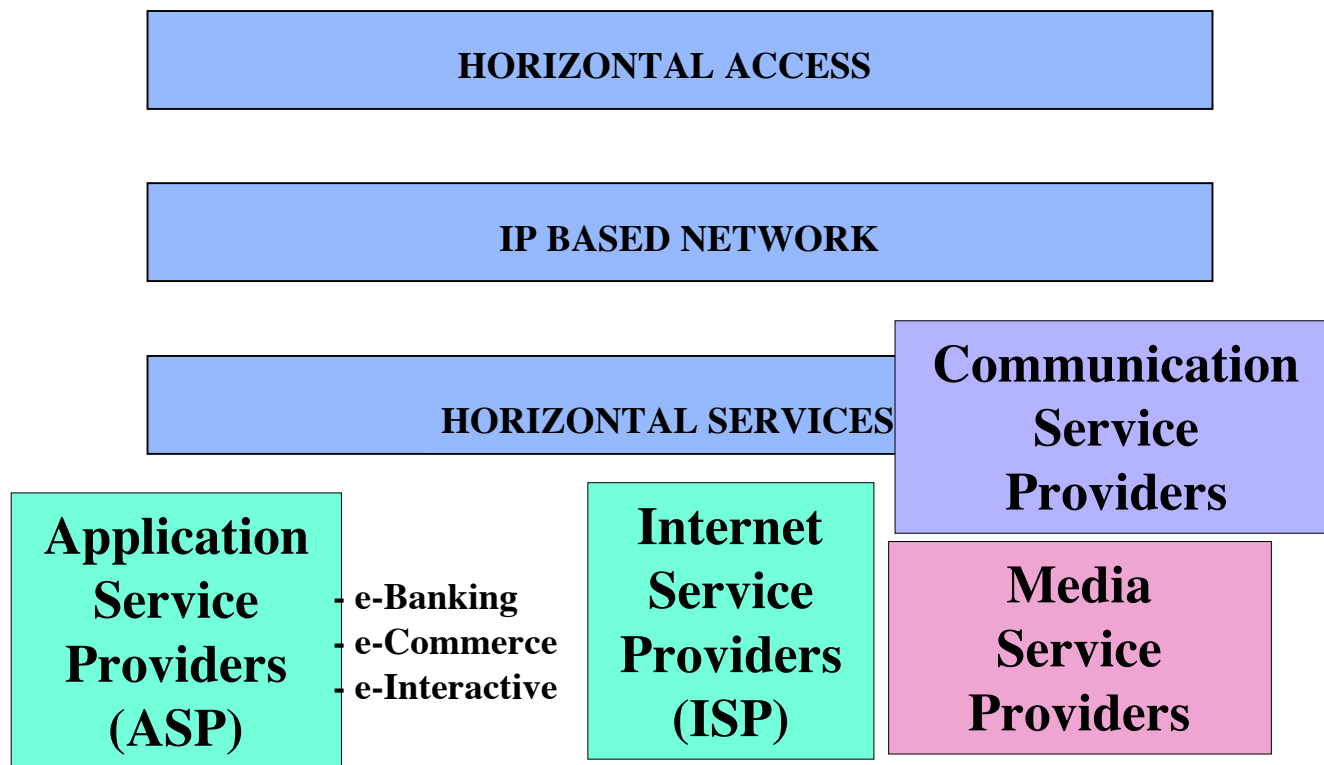 HORIZONTAL ACCESS
IP BASED NETWORK
HORIZONTAL SERVICES
Communication
Service
Providers
Application
Service
Providers
(ASP)
- e-Banking
- e-Commerce
- e-Interactive
Internet
Service
Providers
(ISP)
Media
Service
Providers